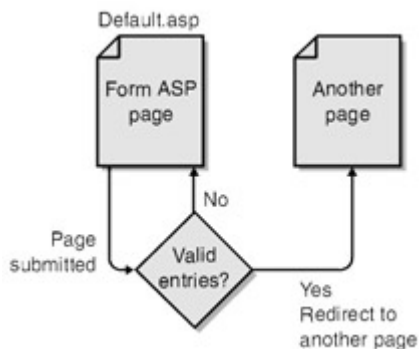 Default.asp
Form ASP
page
Another
page
No
Page
submitted
Valid
entries?
Yes
Redirect to
another page